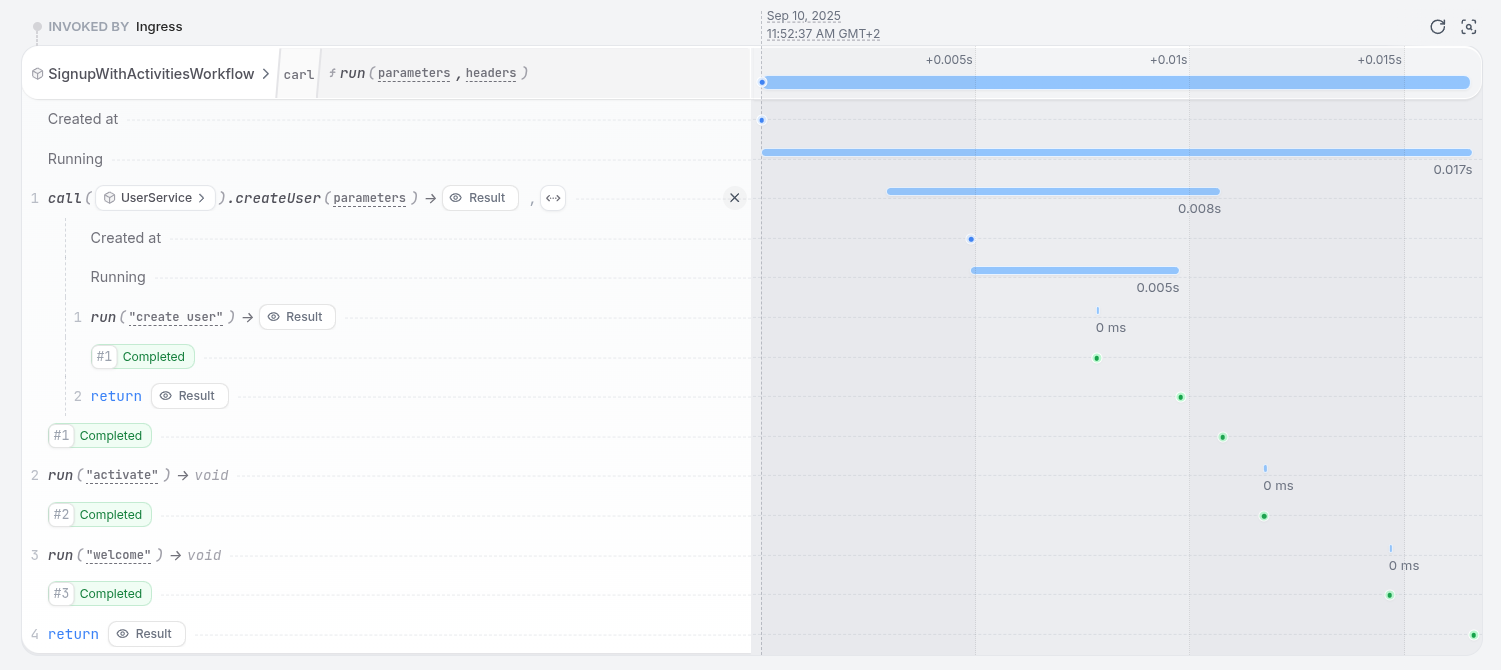 INVOKED BY Ingress
Sep 10, 2025
11:52:37 AM GMT+2
SignupWithActivitiesWorkflow carl ƒ run(parameters, headers)
+0.005s +0.01s +0.015s
Created at
Running
0.017s
1 call(UserService).createUser(parameters) → Result ,
0.008s
Created at
Running
0.005s
1 run("create user") → Result
0 ms
#1 Completed
2 return Result
#1 Completed
2 run("activate") → void
0 ms
#2 Completed
3 run("welcome") → void
0 ms
#3 Completed
4 return Result